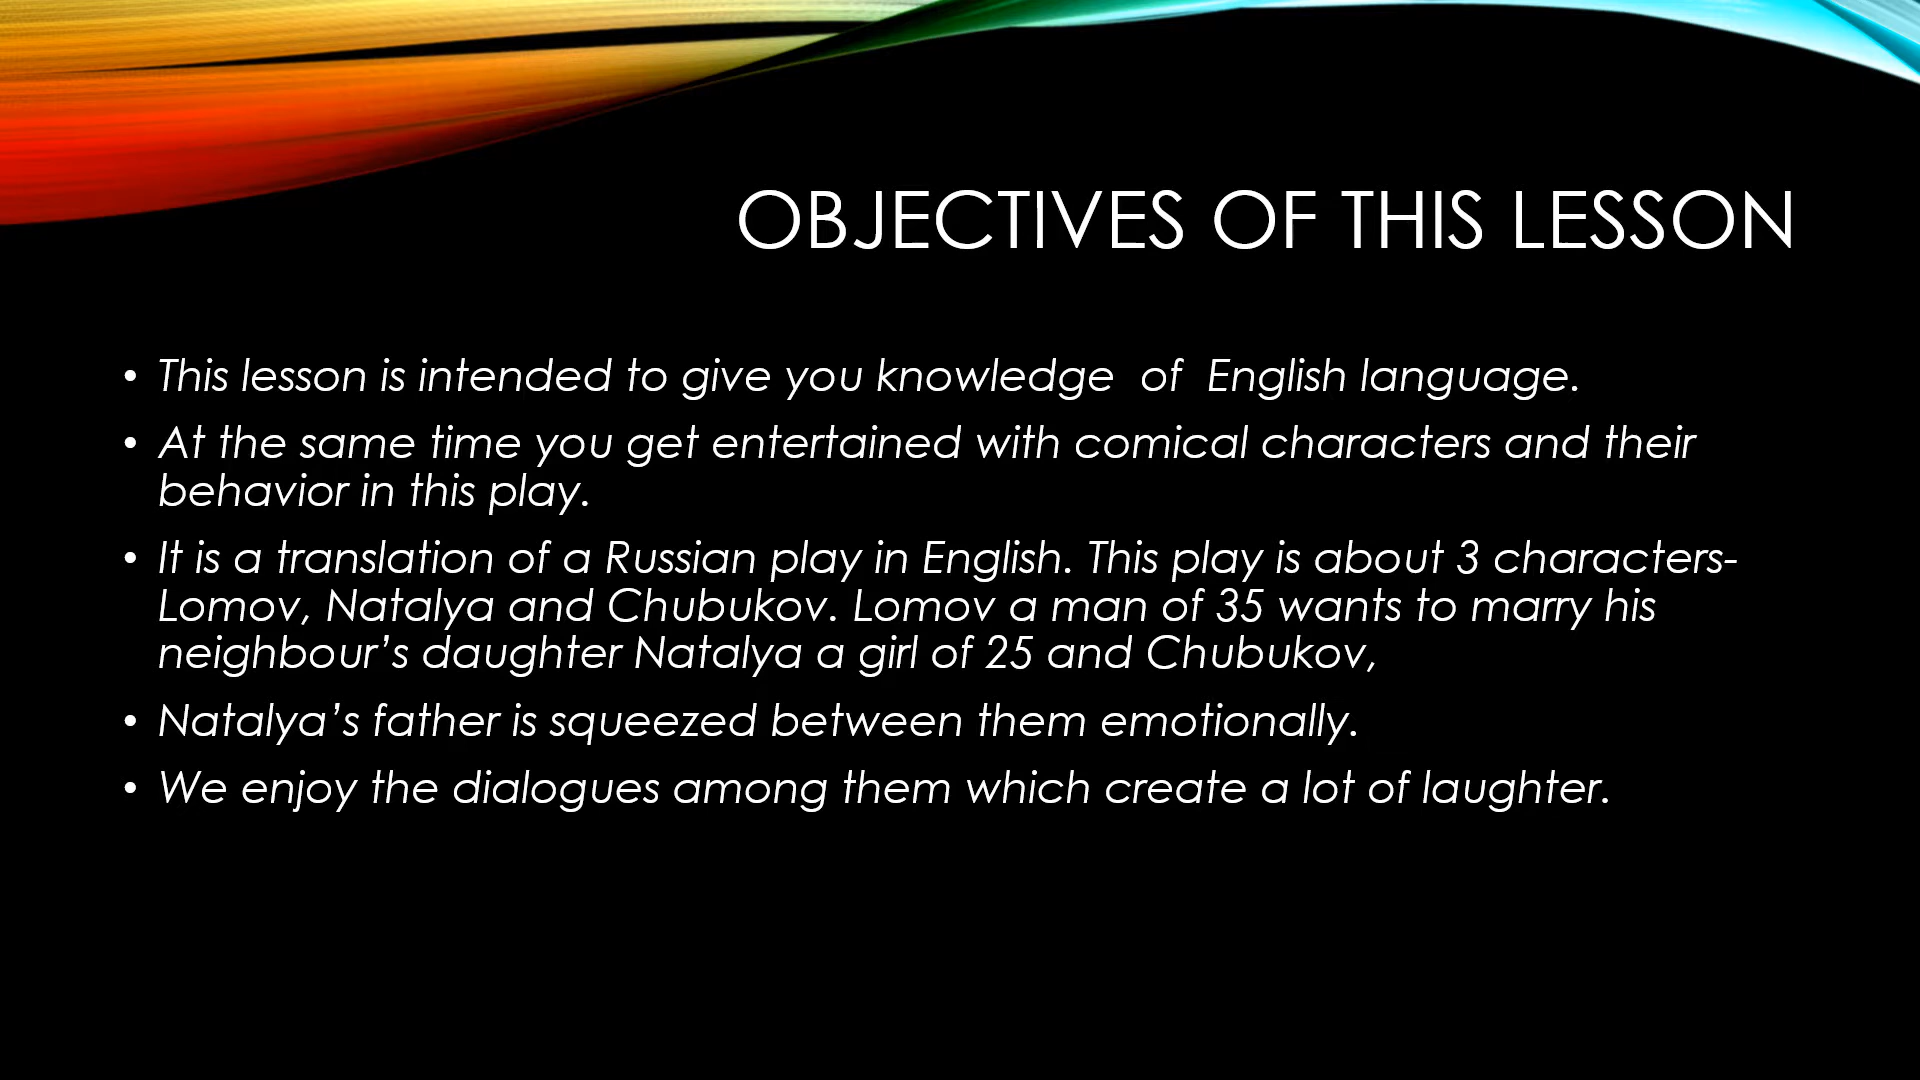 OBJECTIVES OF THIS LESSON
• This lesson is intended to give you knowledge  of  English language.
• At the same time you get entertained with comical characters and their
behavior in this play.
• It is a translation of a Russian play in English. This play is about 3 characters-
Lomov, Natalya and Chubukov. Lomov a man of 35 wants to marry his
neighbour’s daughter Natalya a girl of 25 and Chubukov,
• Natalya’s father is squeezed between them emotionally.
• We enjoy the dialogues among them which create a lot of laughter.